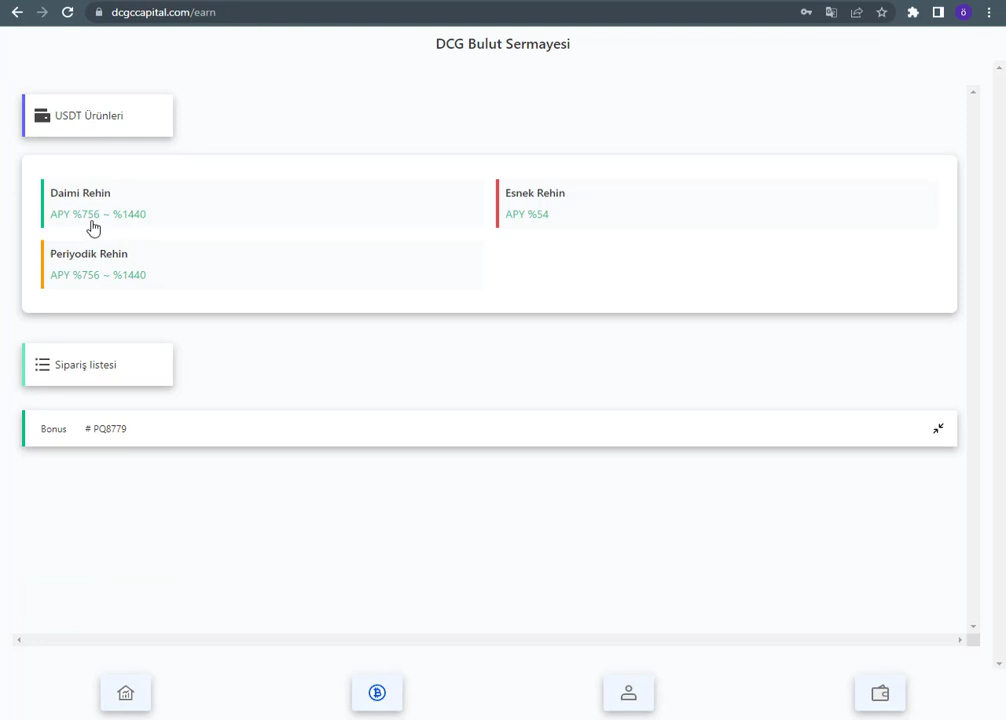 dcgccapital.com/earn
ö
DCG Bulut Sermayesi
USDT Ürünleri
Daimi Rehin
APY %756 ~ %1440
Esnek Rehin
APY %54
Periyodik Rehin
APY %756 ~ %1440
Sipariş listesi
Bonus # PQ8779